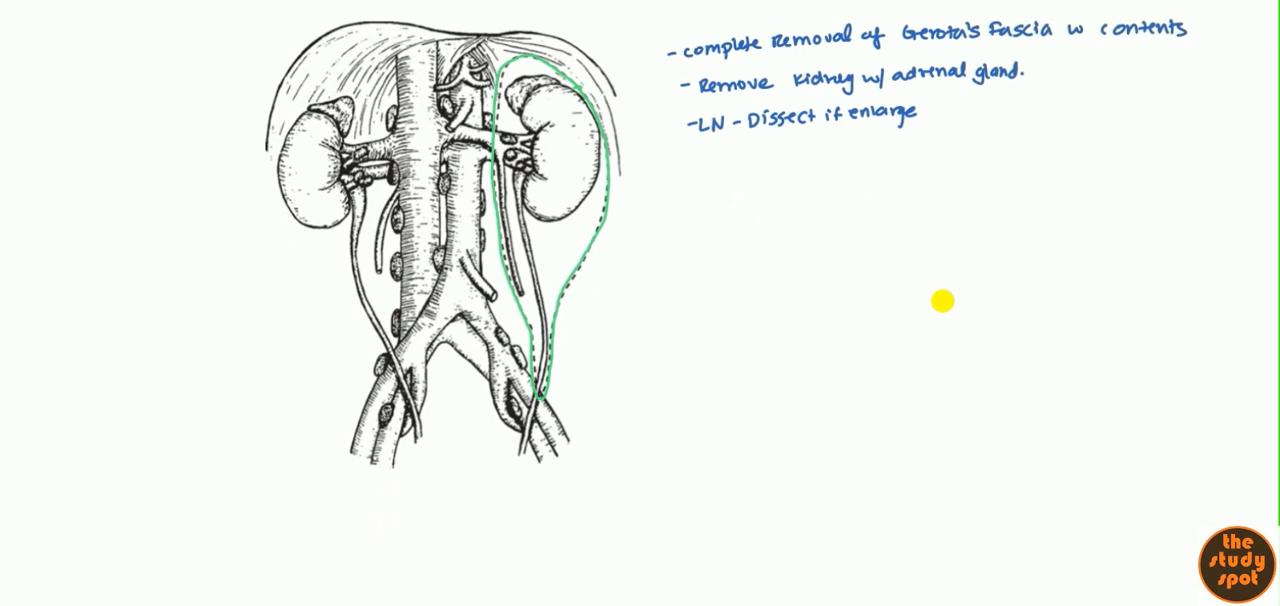 - complete Removal of Gerota's Fascia w contents
- Remove kidney w/ adrenal gland.
- LN - Dissect if enlarge
the
study
spot